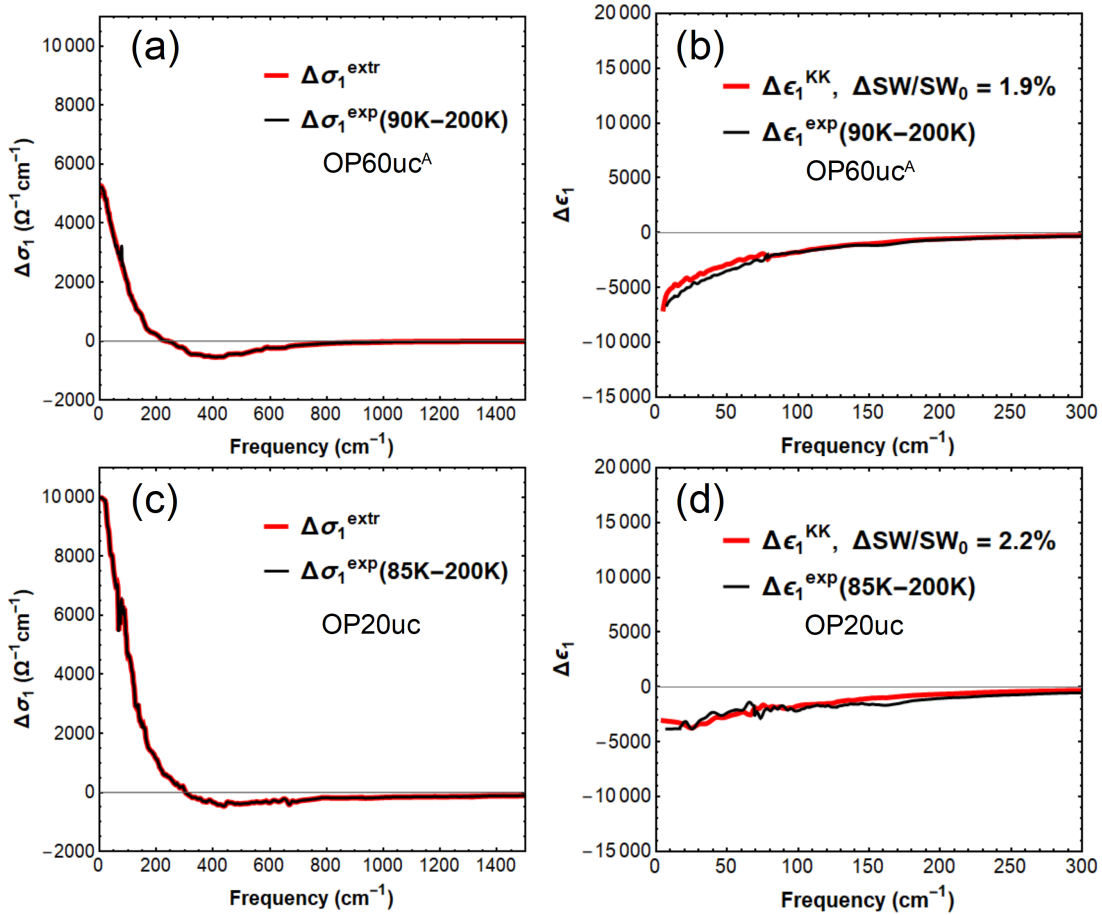 (a)
Δσ₁ᵉˣᵗʳ
Δσ₁ᵉˣᵖ(90K−200K)
OP60ucᴬ
10 000
8000
6000
4000
2000
0
−2000
0 200 400 600 800 1000 1200 1400
Frequency (cm⁻¹)
Δσ₁ (Ω⁻¹cm⁻¹)
(b)
Δϵ₁ᴷᴷ, ΔSW/SW₀ = 1.9%
Δϵ₁ᵉˣᵖ(90K−200K)
OP60ucᴬ
20 000
15 000
10 000
5000
0
−5000
−10 000
−15 000
0 50 100 150 200 250 300
Frequency (cm⁻¹)
Δϵ₁
(c)
Δσ₁ᵉˣᵗʳ
Δσ₁ᵉˣᵖ(85K−200K)
OP20uc
10 000
8000
6000
4000
2000
0
−2000
0 200 400 600 800 1000 1200 1400
Frequency (cm⁻¹)
Δσ₁ (Ω⁻¹cm⁻¹)
(d)
Δϵ₁ᴷᴷ, ΔSW/SW₀ = 2.2%
Δϵ₁ᵉˣᵖ(85K−200K)
OP20uc
20 000
15 000
10 000
5000
0
−5000
−10 000
−15 000
0 50 100 150 200 250 300
Frequency (cm⁻¹)
Δϵ₁